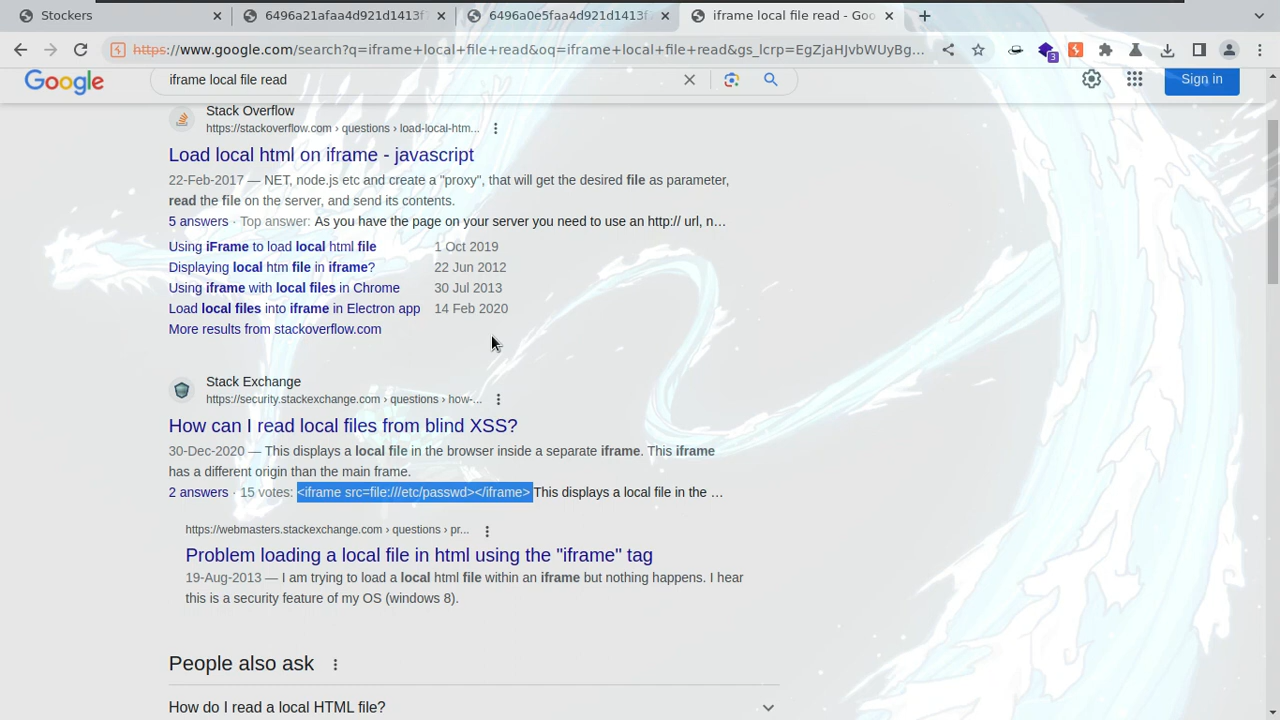 Stockers
6496a21afaa4d921d1413f
6496a0e5faa4d921d1413f
iframe local file read - Goo
https://www.google.com/search?q=iframe+local+file+read&oq=iframe+local+file+read&gs_lcrp=EgZjaHJvbWUyBg...
3
Google
iframe local file read
Sign in
Stack Overflow
https://stackoverflow.com › questions › load-local-htm...
Load local html on iframe - javascript
22-Feb-2017 — NET, node.js etc and create a "proxy", that will get the desired file as parameter,
read the file on the server, and send its contents.
5 answers · Top answer: As you have the page on your server you need to use an http:// url, n…
Using iFrame to load local html file 1 Oct 2019
Displaying local htm file in iframe? 22 Jun 2012
Using iframe with local files in Chrome 30 Jul 2013
Load local files into iframe in Electron app 14 Feb 2020
More results from stackoverflow.com
Stack Exchange
https://security.stackexchange.com › questions › how-...
How can I read local files from blind XSS?
30-Dec-2020 — This displays a local file in the browser inside a separate iframe. This iframe
has a different origin than the main frame.
2 answers · 15 votes: <iframe src=file:///etc/passwd></iframe> This displays a local file in the …
https://webmasters.stackexchange.com › questions › pr...
Problem loading a local file in html using the "iframe" tag
19-Aug-2013 — I am trying to load a local html file within an iframe but nothing happens. I hear
this is a security feature of my OS (windows 8).
People also ask
How do I read a local HTML file?